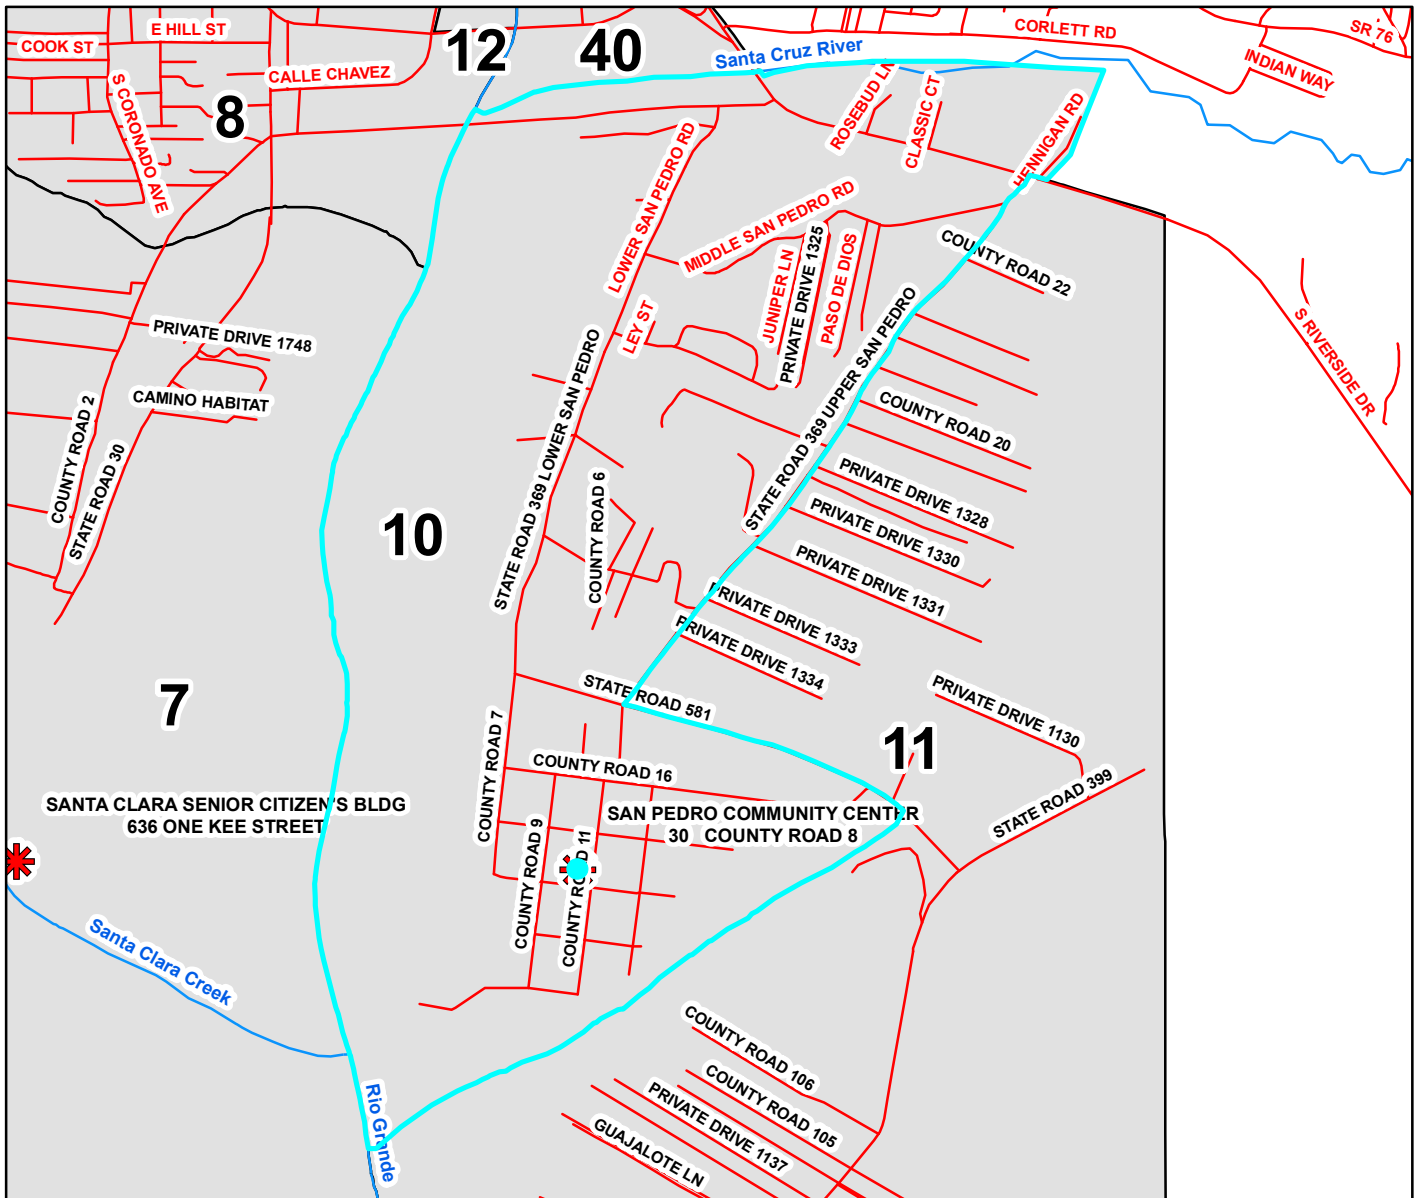 E HILL ST
COOK ST
CALLE CHAVEZ
S CORONADO AVE
8
12
40
Santa Cruz River
CORLETT RD
SR 76
INDIAN WAY
ROSEBUD LN
CLASSIC CT
HENNIGAN RD
LOWER SAN PEDRO RD
MIDDLE SAN PEDRO RD
JUNIPER LN
PRIVATE DRIVE 1325
PASO DE DIOS
LEY ST
COUNTY ROAD 22
S RIVERSIDE DR
PRIVATE DRIVE 1748
CAMINO HABITAT
COUNTY ROAD 2
STATE ROAD 30
STATE ROAD 369 LOWER SAN PEDRO
STATE ROAD 369 UPPER SAN PEDRO
COUNTY ROAD 20
PRIVATE DRIVE 1328
PRIVATE DRIVE 1330
PRIVATE DRIVE 1331
PRIVATE DRIVE 1333
PRIVATE DRIVE 1334
COUNTY ROAD 6
10
7
11
STATE ROAD 581
PRIVATE DRIVE 1130
STATE ROAD 399
COUNTY ROAD 7
COUNTY ROAD 16
COUNTY ROAD 9
COUNTY ROAD 11
SANTA CLARA SENIOR CITIZEN'S BLDG
636 ONE KEE STREET
SAN PEDRO COMMUNITY CENTER
30 COUNTY ROAD 8
Santa Clara Creek
Rio Grande
COUNTY ROAD 106
COUNTY ROAD 105
PRIVATE DRIVE 1137
GUAJALOTE LN